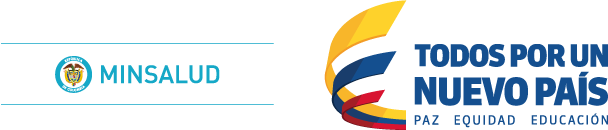 MINSALUD
TODOS POR UN
NUEVO PAÍS
PAZ EQUIDAD EDUCACIÓN